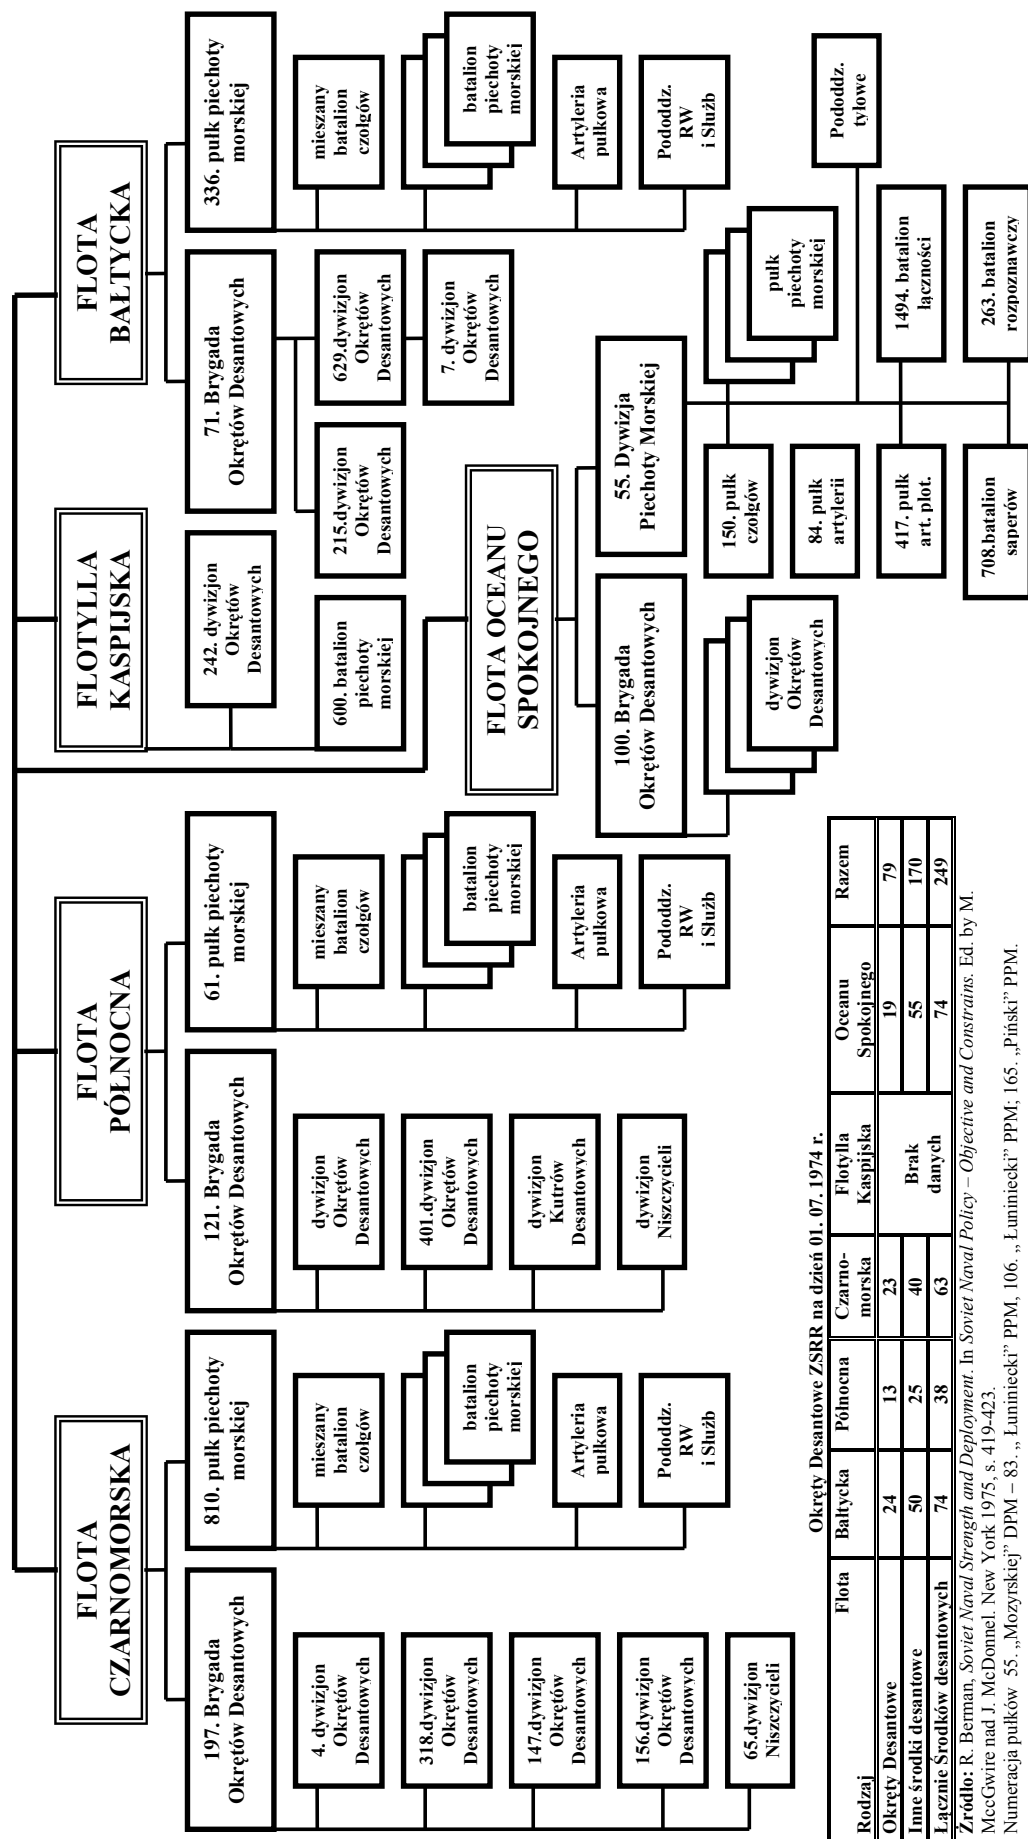 FLOTA
CZARNOMORSKA
197. Brygada
Okrętów Desantowych
4. dywizjon
Okrętów
Desantowych
318.dywizjon
Okrętów
Desantowych
147.dywizjon
Okrętów
Desantowych
156.dywizjon
Okrętów
Desantowych
65.dywizjon
Niszczycieli
810. pułk piechoty
morskiej
mieszany
batalion
czołgów
batalion
piechoty
morskiej
Artyleria
pułkowa
Pododdz.
RW
i Służb
FLOTA
PÓŁNOCNA
121. Brygada
Okrętów Desantowych
dywizjon
Okrętów
Desantowych
401.dywizjon
Okrętów
Desantowych
dywizjon
Kutrów
Desantowych
dywizjon
Niszczycieli
61. pułk piechoty
morskiej
mieszany
batalion
czołgów
batalion
piechoty
morskiej
Artyleria
pułkowa
Pododdz.
RW
i Służb
FLOTYLLA
KASPIJSKA
242. dywizjon
Okrętów
Desantowych
600. batalion
piechoty
morskiej
FLOTA
BAŁTYCKA
71. Brygada
Okrętów Desantowych
215.dywizjon
Okrętów
Desantowych
629.dywizjon
Okrętów
Desantowych
7. dywizjon
Okrętów
Desantowych
336. pułk piechoty
morskiej
mieszany
batalion
czołgów
batalion
piechoty
morskiej
Artyleria
pułkowa
Pododdz.
RW
i Służb
FLOTA OCEANU
SPOKOJNEGO
100. Brygada
Okrętów Desantowych
dywizjon
Okrętów
Desantowych
55. Dywizja
Piechoty Morskiej
150. pułk
czołgów
pułk
piechoty
morskiej
84. pułk
artylerii
Pododdz.
tyłowe
417. pułk
art. plot.
1494. batalion
łączności
708.batalion
saperów
263. batalion
rozpoznawczy
Okręty Desantowe ZSRR na dzień 01. 07. 1974 r.
Rodzaj Flota Bałtycka Północna Czarno-morska Flotylla Kaspijska Oceanu Spokojnego Razem
Okręty Desantowe 24 13 23 Brak danych 19 79
Inne środki desantowe 50 25 40 55 170
Łącznie Środków desantowych 74 38 63 74 249
Źródło: R. Berman, Soviet Naval Strength and Deployment. In Soviet Naval Policy – Objective and Constrains. Ed. by M.
MccGwire nad J. McDonnel. New York 1975, s. 419-423.
Numeracja pułków 55. „Mozyrskiej” DPM – 83. „ Łuniniecki” PPM, 106. „ Łuniniecki” PPM; 165. „Piński” PPM.